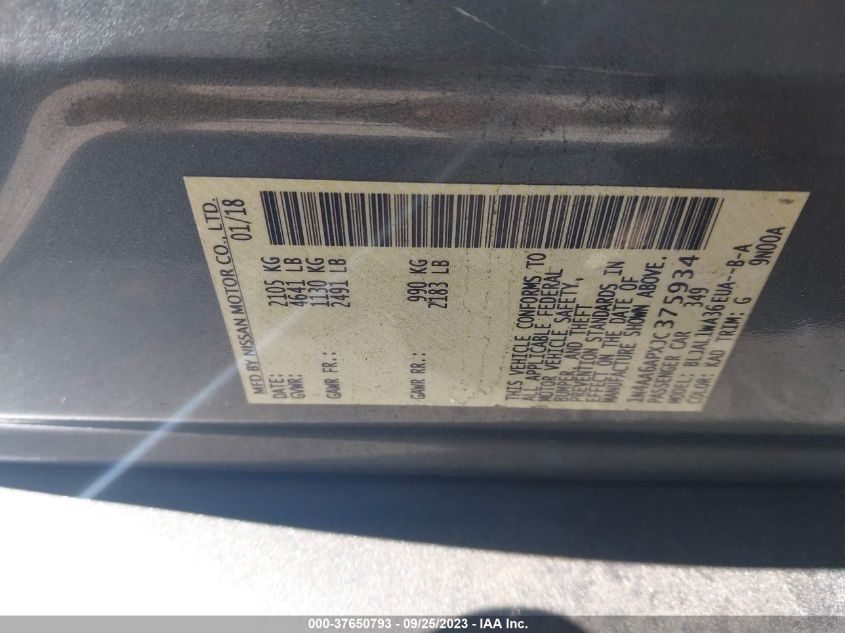 MFD BY NISSAN MOTOR CO., LTD.
DATE: 01/18
GVWR: 2105 KG
4641 LB
GAWR FR.: 1130 KG
2491 LB
GAWR RR.: 990 KG
2183 LB
THIS VEHICLE CONFORMS TO
ALL APPLICABLE FEDERAL
MOTOR VEHICLE SAFETY,
BUMPER, AND THEFT
PREVENTION STANDARDS IN
EFFECT ON THE DATE OF
MANUFACTURE SHOWN ABOVE.
1N4AA6APXJC375934
PASSENGER CAR 349
MODEL: BLJALJWA36EUA--B-A
COLOR: KAD TRIM: G 9N00A
000-37650793 - 09/25/2023 - IAA Inc.